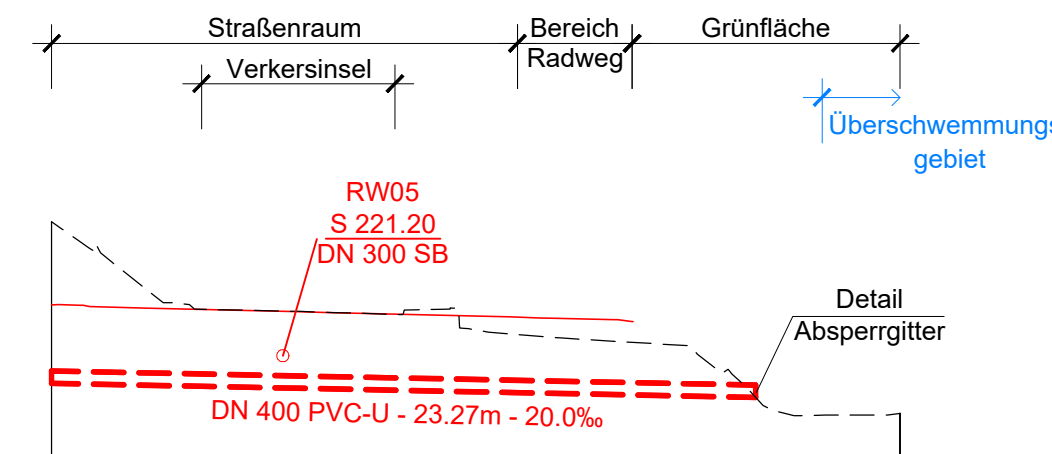 Straßenraum
Bereich
Radweg
Grünfläche
Verkersinsel
Überschwemmungs
gebiet
RW05
S 221.20
DN 300 SB
Detail
Absperrgitter
DN 400 PVC-U - 23.27m - 20.0‰